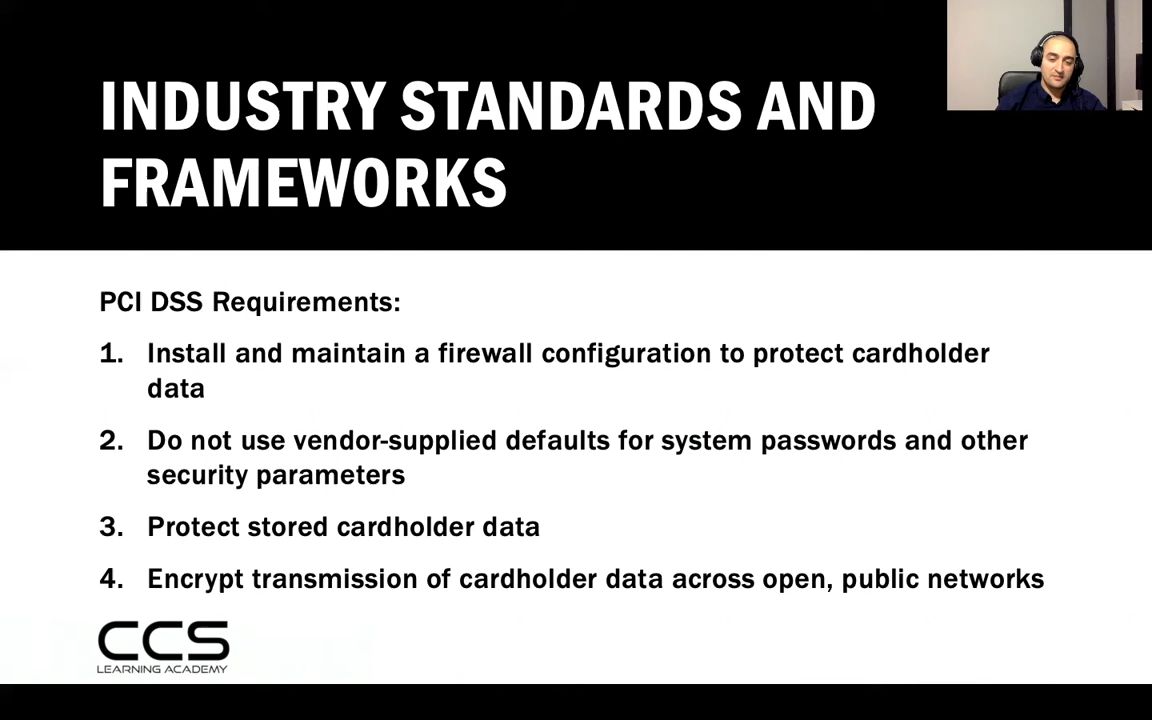 INDUSTRY STANDARDS AND
FRAMEWORKS
PCI DSS Requirements:
1. Install and maintain a firewall configuration to protect cardholder
data
2. Do not use vendor-supplied defaults for system passwords and other
security parameters
3. Protect stored cardholder data
4. Encrypt transmission of cardholder data across open, public networks
CCS
LEARNING ACADEMY